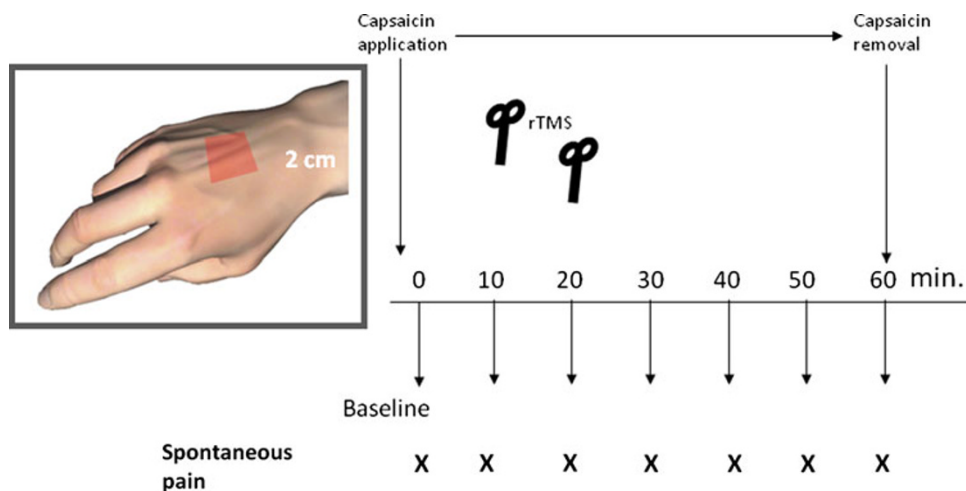 Capsaicin
application
Capsaicin
removal
rTMS
2 cm
0 10 20 30 40 50 60 min.
Baseline
Spontaneous
pain
X X X X X X X